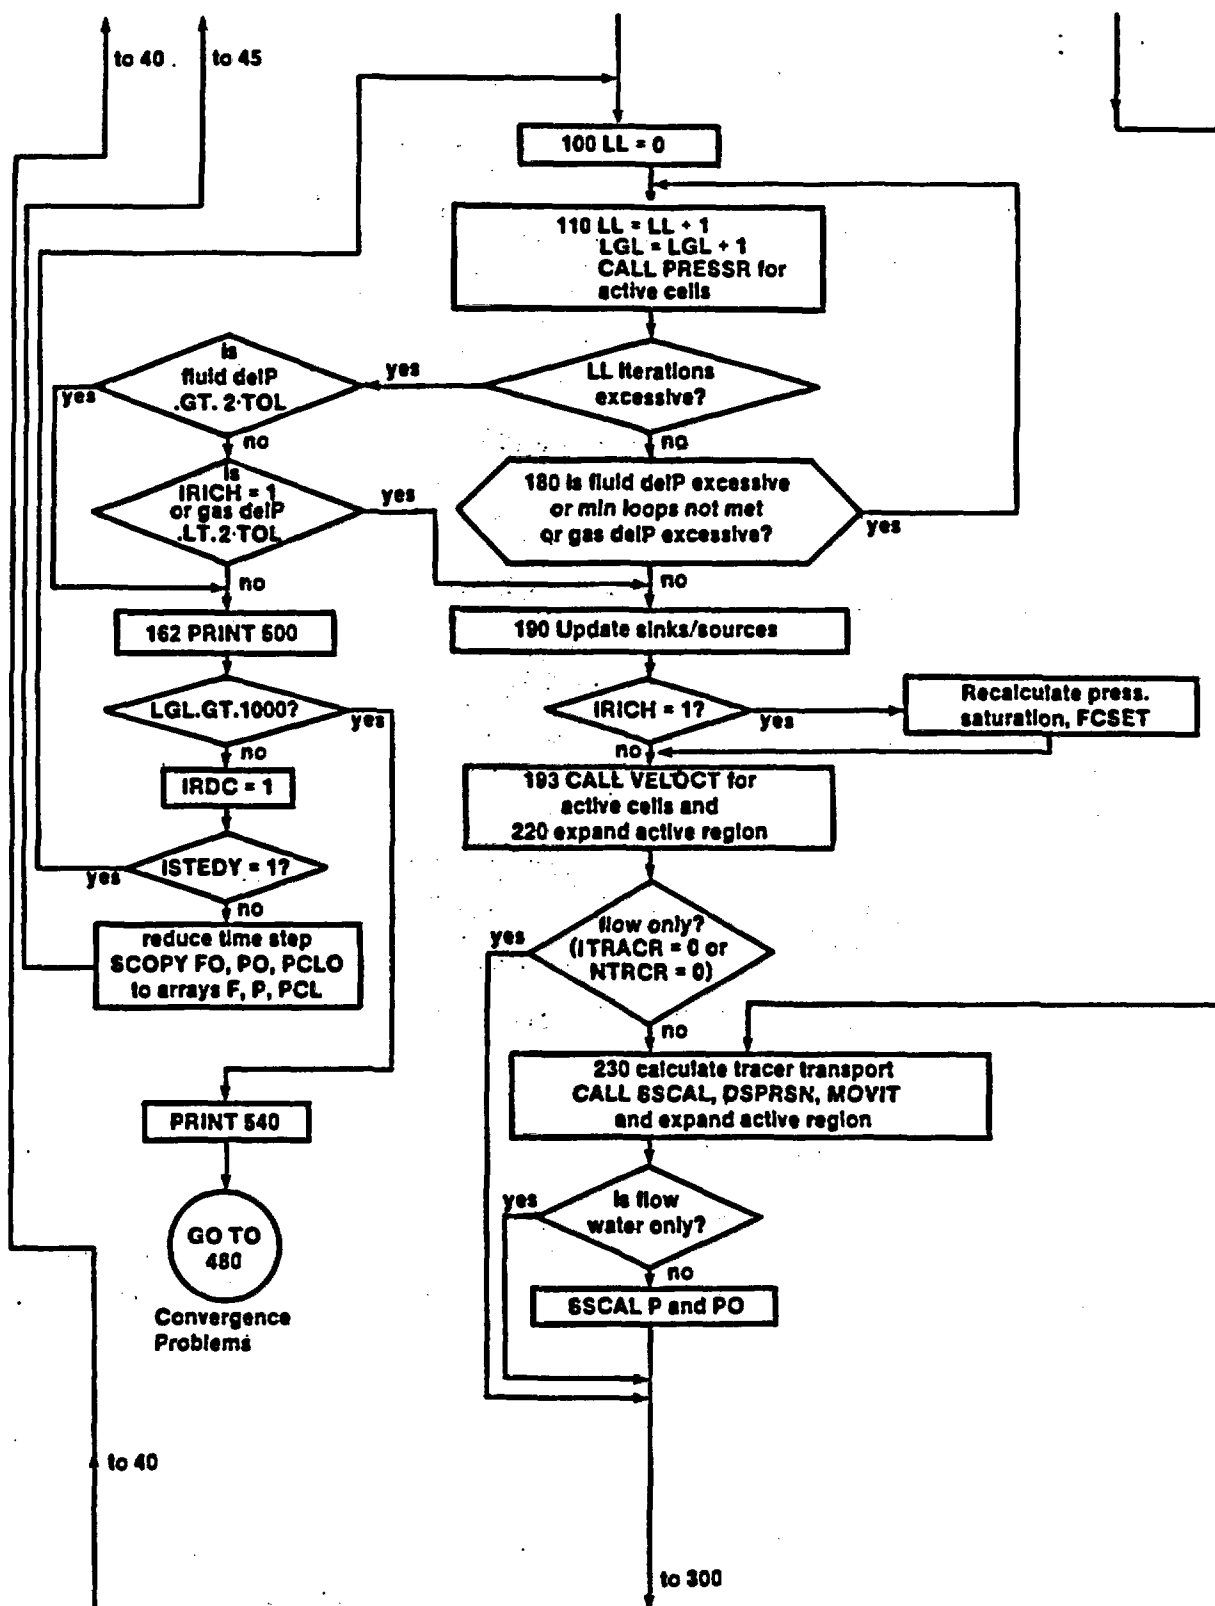 to 40
to 45
100 LL = 0
110 LL = LL + 1
LGL = LGL + 1
CALL PRESSR for
active cells
is
fluid delP
.GT. 2·TOL
yes
yes
LL iterations
excessive?
no
no
is
IRICH = 1
or gas delP
.LT.2·TOL
yes
180 is fluid delP excessive
or min loops not met
or gas delP excessive?
yes
no
no
162 PRINT 500
190 Update sinks/sources
LGL.GT.1000?
yes
IRICH = 1?
yes
Recalculate press.
saturation, FCSET
no
no
IRDC = 1
193 CALL VELOCT for
active cells and
220 expand active region
ISTEDY = 1?
yes
no
reduce time step
SCOPY FO, PO, PCLO
to arrays F, P, PCL
yes
flow only?
(ITRACR = 0 or
NTRCR = 0)
no
230 calculate tracer transport
CALL SSCAL, DSPRSN, MOVIT
and expand active region
PRINT 540
yes
is flow
water only?
GO TO
480
no
SSCAL P and PO
Convergence
Problems
to 40
to 300